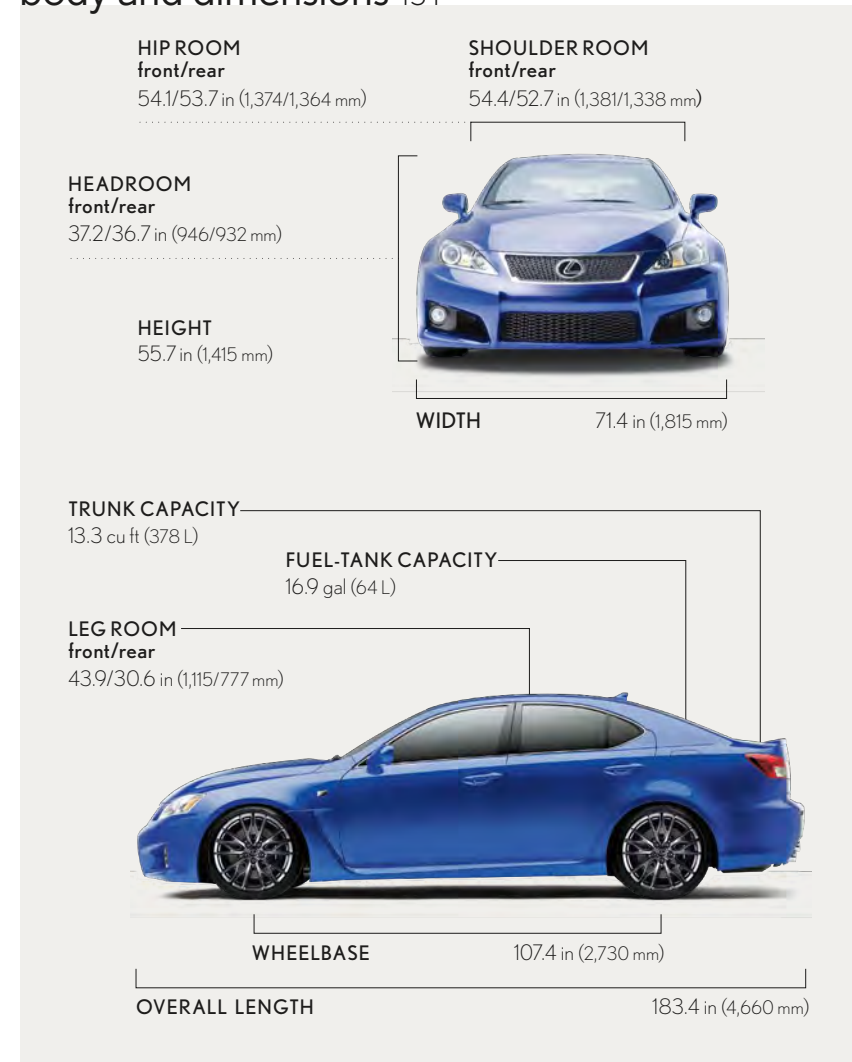 body and dimensions
HIP ROOM
front/rear
54.1/53.7 in (1,374/1,364 mm)
SHOULDER ROOM
front/rear
54.4/52.7 in (1,381/1,338 mm)
HEADROOM
front/rear
37.2/36.7 in (946/932 mm)
HEIGHT
55.7 in (1,415 mm)
WIDTH 71.4 in (1,815 mm)
TRUNK CAPACITY
13.3 cu ft (378 L)
FUEL-TANK CAPACITY
16.9 gal (64 L)
LEG ROOM
front/rear
43.9/30.6 in (1,115/777 mm)
WHEELBASE 107.4 in (2,730 mm)
OVERALL LENGTH 183.4 in (4,660 mm)